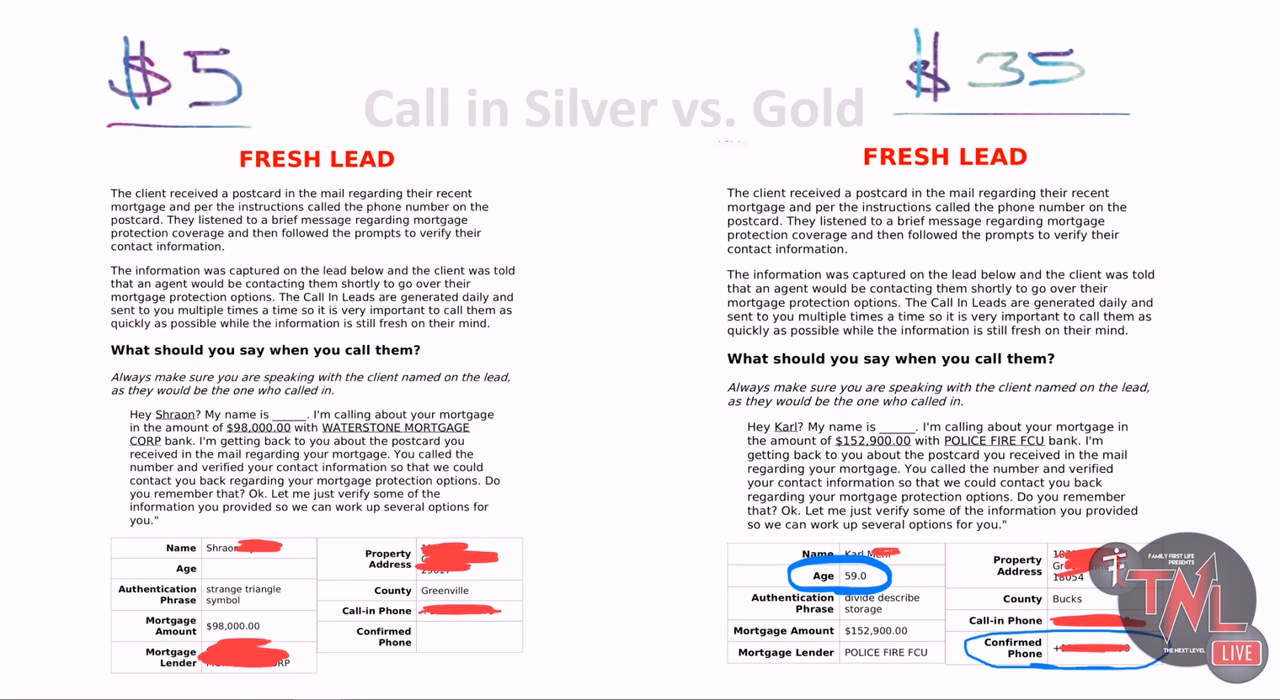 $5
$35
Call in Silver vs. Gold
FRESH LEAD
The client received a postcard in the mail regarding their recent
mortgage and per the instructions called the phone number on the
postcard. They listened to a brief message regarding mortgage
protection coverage and then followed the prompts to verify their
contact information.
The information was captured on the lead below and the client was told
that an agent would be contacting them shortly to go over their
mortgage protection options. The Call In Leads are generated daily and
sent to you multiple times a time so it is very important to call them as
quickly as possible while the information is still fresh on their mind.
What should you say when you call them?
Always make sure you are speaking with the client named on the lead,
as they would be the one who called in.
Hey Shraon? My name is ______. I'm calling about your mortgage
in the amount of $98,000.00 with WATERSTONE MORTGAGE
CORP bank. I'm getting back to you about the postcard you
received in the mail regarding your mortgage. You called the
number and verified your contact information so that we could
contact you back regarding your mortgage protection options. Do
you remember that? Ok. Let me just verify some of the
information you provided so we can work up several options for
you."
Name Shraon
Age
Authentication strange triangle
Phrase symbol
Mortgage
Amount $98,000.00
Mortgage
Lender
Property
Address
County Greenville
Call-in Phone
Confirmed
Phone
FRESH LEAD
The client received a postcard in the mail regarding their recent
mortgage and per the instructions called the phone number on the
postcard. They listened to a brief message regarding mortgage
protection coverage and then followed the prompts to verify their
contact information.
The information was captured on the lead below and the client was told
that an agent would be contacting them shortly to go over their
mortgage protection options. The Call In Leads are generated daily and
sent to you multiple times a time so it is very important to call them as
quickly as possible while the information is still fresh on their mind.
What should you say when you call them?
Always make sure you are speaking with the client named on the lead,
as they would be the one who called in.
Hey Karl? My name is ______. I'm calling about your mortgage in
the amount of $152,900.00 with POLICE FIRE FCU bank. I'm
getting back to you about the postcard you received in the mail
regarding your mortgage. You called the number and verified
your contact information so that we could contact you back
regarding your mortgage protection options. Do you remember
that? Ok. Let me just verify some of the information you provided
so we can work up several options for you."
Name Karl
Age 59.0
Authentication divide describe
Phrase storage
Mortgage Amount $152,900.00
Mortgage Lender POLICE FIRE FCU
Property
Address
18054
County Bucks
Call-in Phone
Confirmed
Phone
FAMILY FIRST LIFE
PRESENTS
TNL
THE NEXT LEVEL
LIVE